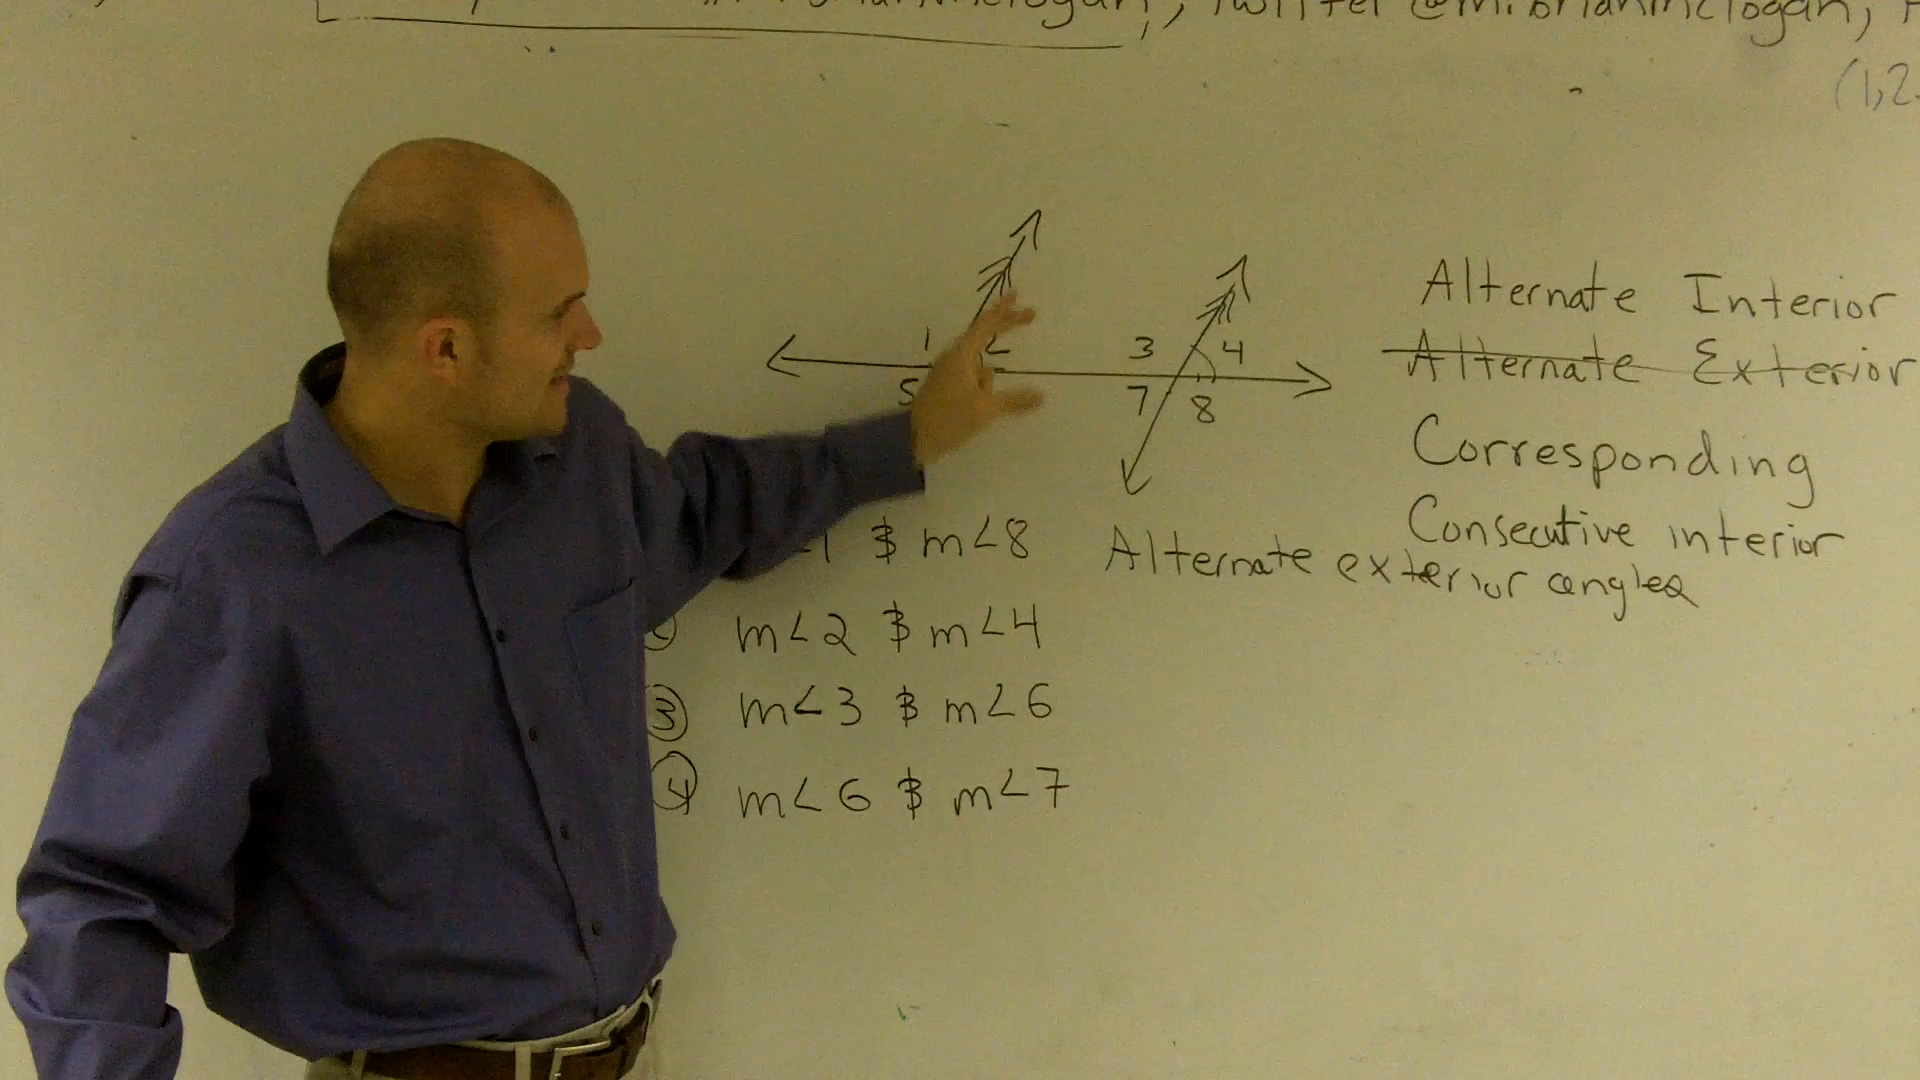 Twitter @mrbrianmclogan,
(1,2
1 2 3 4
5 7 8
Alternate Interior
Alternate Exterior
Corresponding
Consecutive interior
1 $ m<8 Alternate exterior angles
m<2 $ m<4
③ m<3 $ m<6
④ m<6 $ m<7